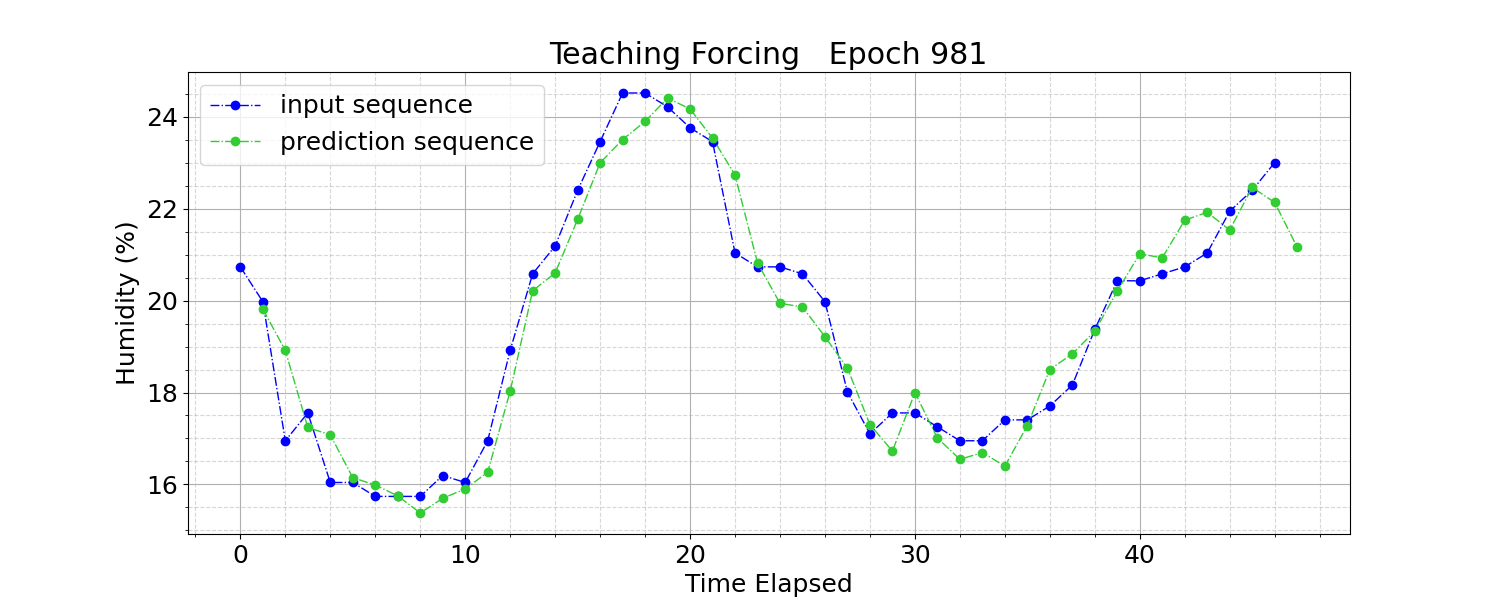 Teaching Forcing   Epoch 981
input sequence
prediction sequence
Humidity (%)
24
22
20
18
16
0 10 20 30 40
Time Elapsed